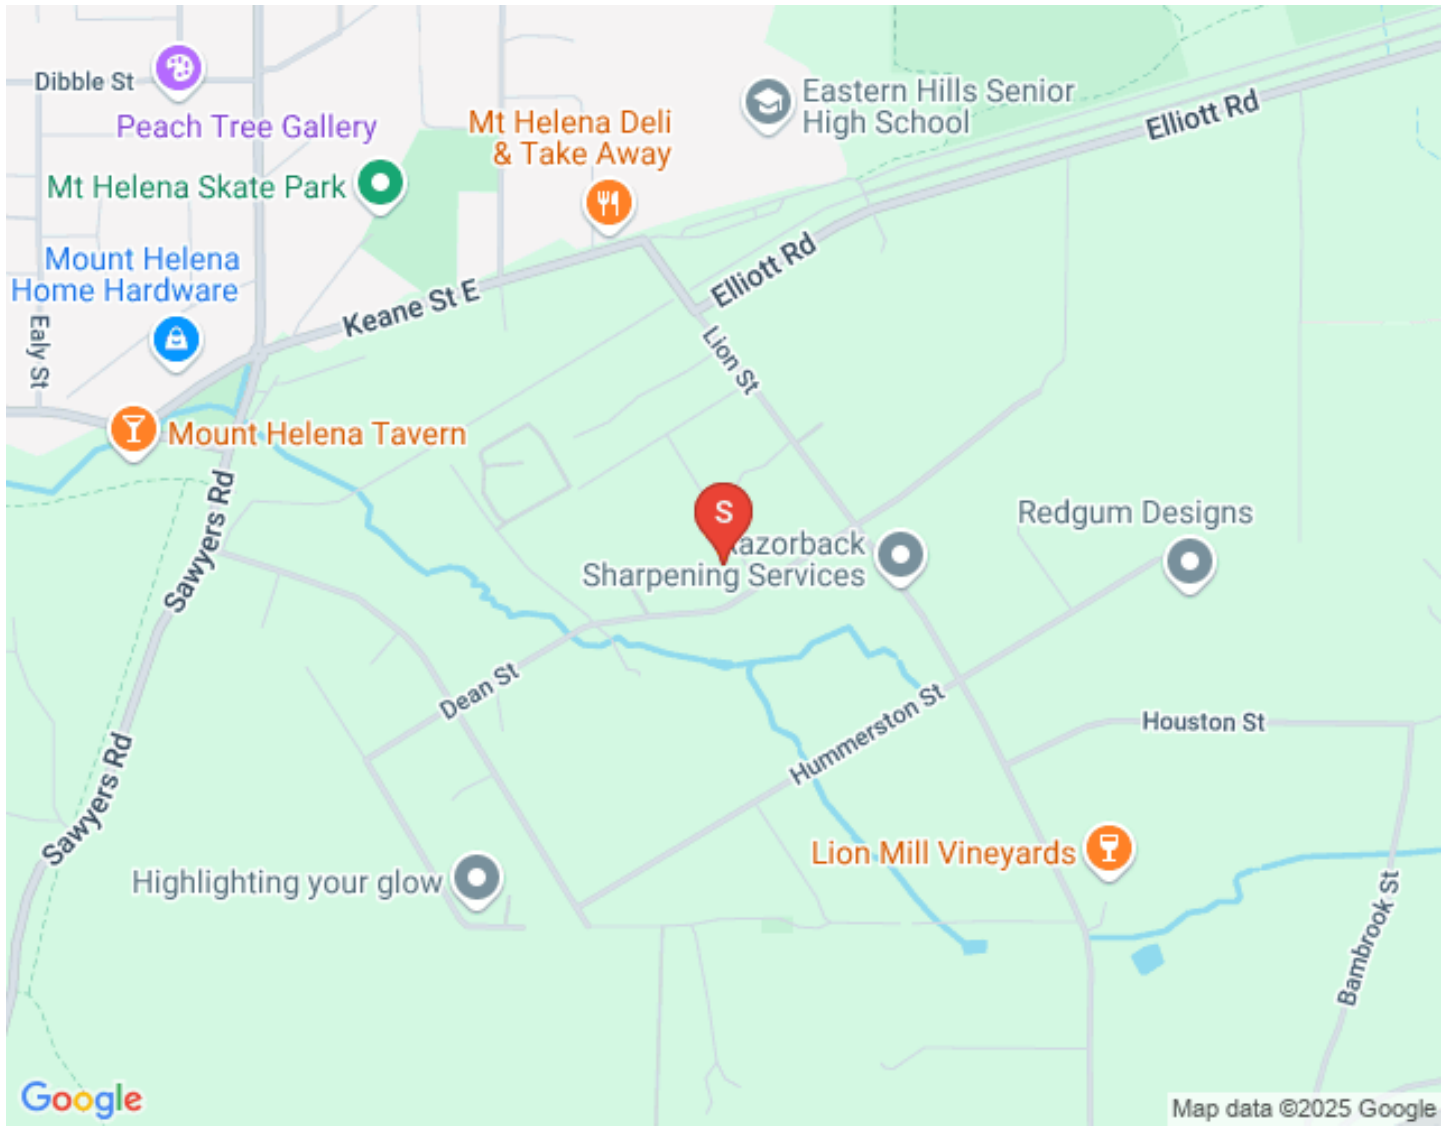 Dibble St
Peach Tree Gallery
Mt Helena Deli
& Take Away
Eastern Hills Senior
High School
Elliott Rd
Mt Helena Skate Park
Mount Helena
Home Hardware
Keane St E
Elliott Rd
Ealy St
Lion St
Mount Helena Tavern
Sawyers Rd
S
Redgum Designs
azorback
Sharpening Services
Dean St
Hummerston St
Houston St
Sawyers Rd
Lion Mill Vineyards
Highlighting your glow
Bambrook St
Google
Map data ©2025 Google